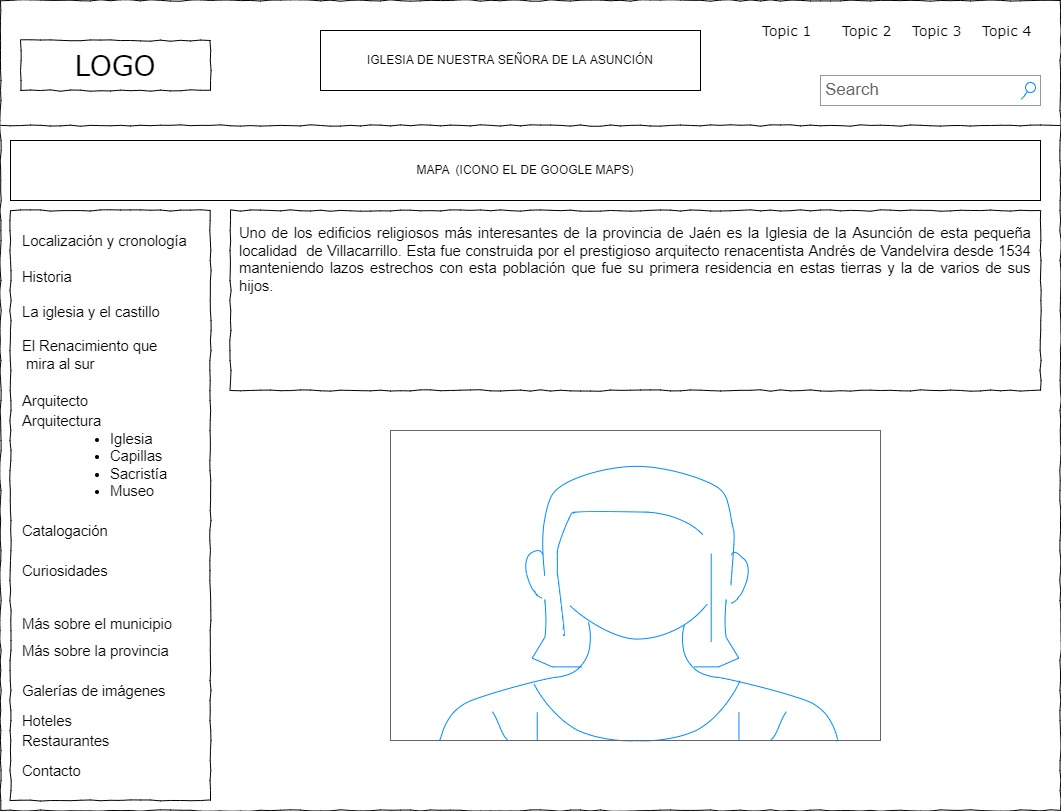 LOGO
IGLESIA DE NUESTRA SEÑORA DE LA ASUNCIÓN
Topic 1 Topic 2 Topic 3 Topic 4
Search
MAPA (ICONO EL DE GOOGLE MAPS)
Localización y cronología
Historia
La iglesia y el castillo
El Renacimiento que
mira al sur
Arquitecto
Arquitectura
• Iglesia
• Capillas
• Sacristía
• Museo
Catalogación
Curiosidades
Más sobre el municipio
Más sobre la provincia
Galerías de imágenes
Hoteles
Restaurantes
Contacto
Uno de los edificios religiosos más interesantes de la provincia de Jaén es la Iglesia de la Asunción de esta pequeña
localidad de Villacarrillo. Esta fue construida por el prestigioso arquitecto renacentista Andrés de Vandelvira desde 1534
manteniendo lazos estrechos con esta población que fue su primera residencia en estas tierras y la de varios de sus
hijos.